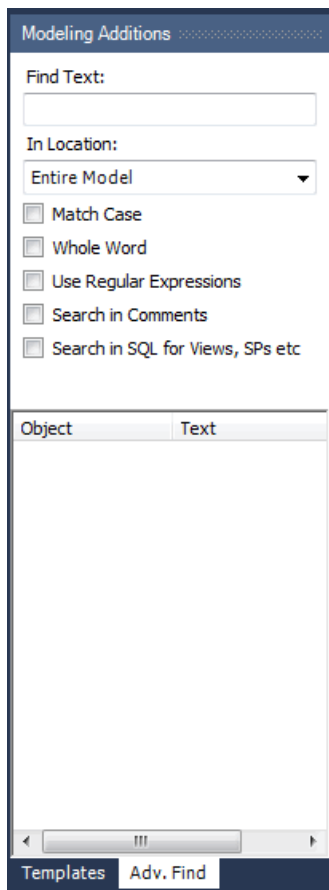 Modeling Additions
Find Text:
In Location:
Entire Model
Match Case
Whole Word
Use Regular Expressions
Search in Comments
Search in SQL for Views, SPs etc
Object Text
Templates Adv. Find